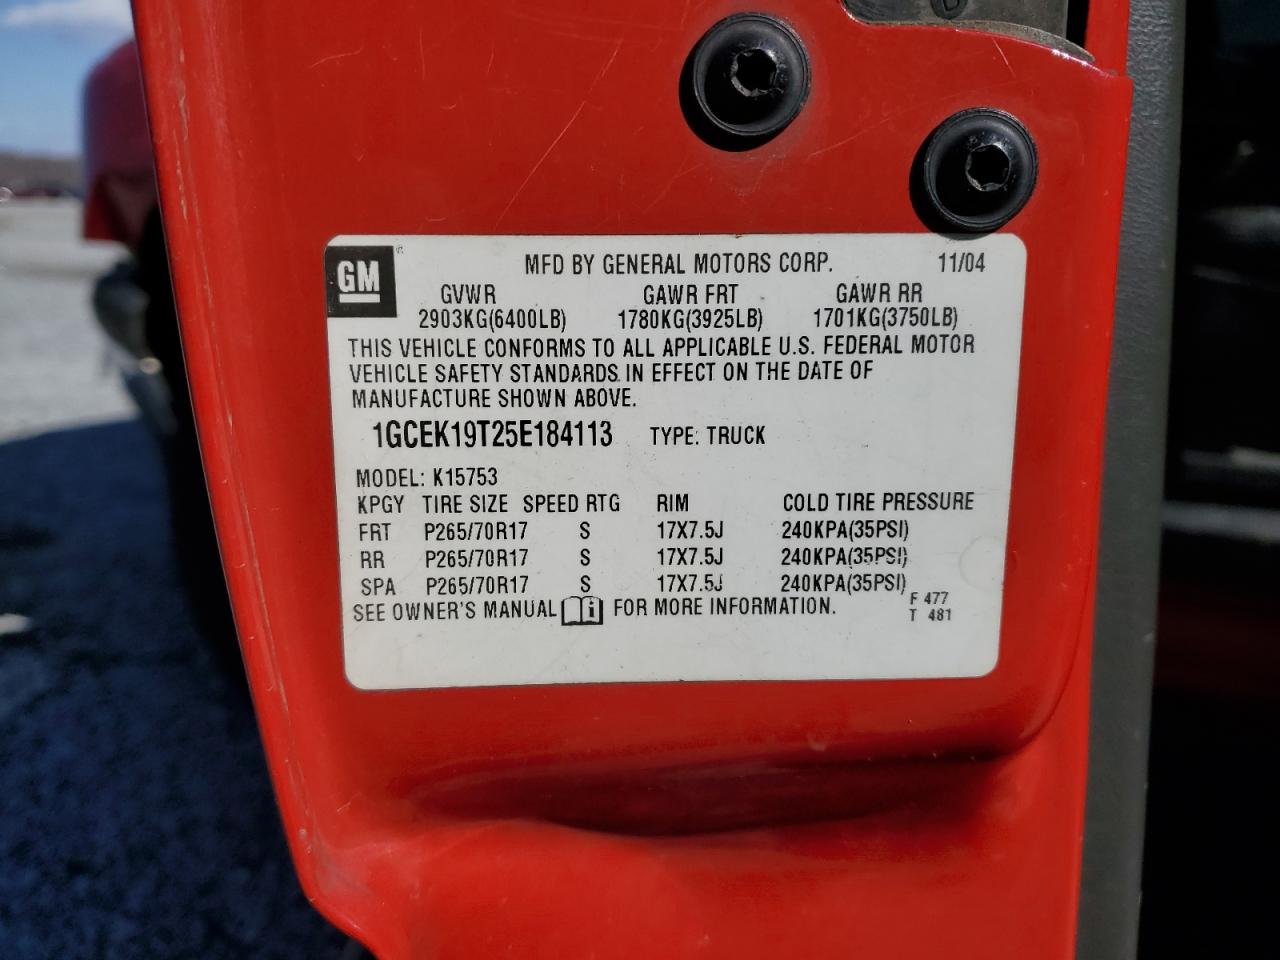 GM ®
MFD BY GENERAL MOTORS CORP. 11/04
GVWR GAWR FRT GAWR RR
2903KG(6400LB) 1780KG(3925LB) 1701KG(3750LB)
THIS VEHICLE CONFORMS TO ALL APPLICABLE U.S. FEDERAL MOTOR
VEHICLE SAFETY STANDARDS IN EFFECT ON THE DATE OF
MANUFACTURE SHOWN ABOVE.
1GCEK19T25E184113 TYPE: TRUCK
MODEL: K15753
KPGY TIRE SIZE SPEED RTG RIM COLD TIRE PRESSURE
FRT P265/70R17 S 17X7.5J 240KPA(35PSI)
RR P265/70R17 S 17X7.5J 240KPA(35PSI)
SPA P265/70R17 S 17X7.5J 240KPA(35PSI)
SEE OWNER'S MANUAL i FOR MORE INFORMATION.
F 477
T 481